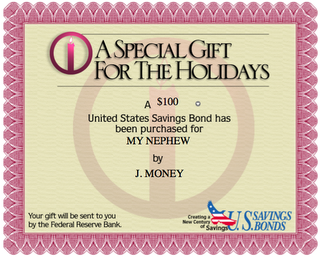 A SPECIAL GIFT
FOR THE HOLIDAYS
A $100
United States Savings Bond has
been purchased for
MY NEPHEW
by
J. MONEY
Your gift will be sent to you
by the Federal Reserve Bank.
Creating a
New Century
of Savings
U.S. SAVINGS
BONDS